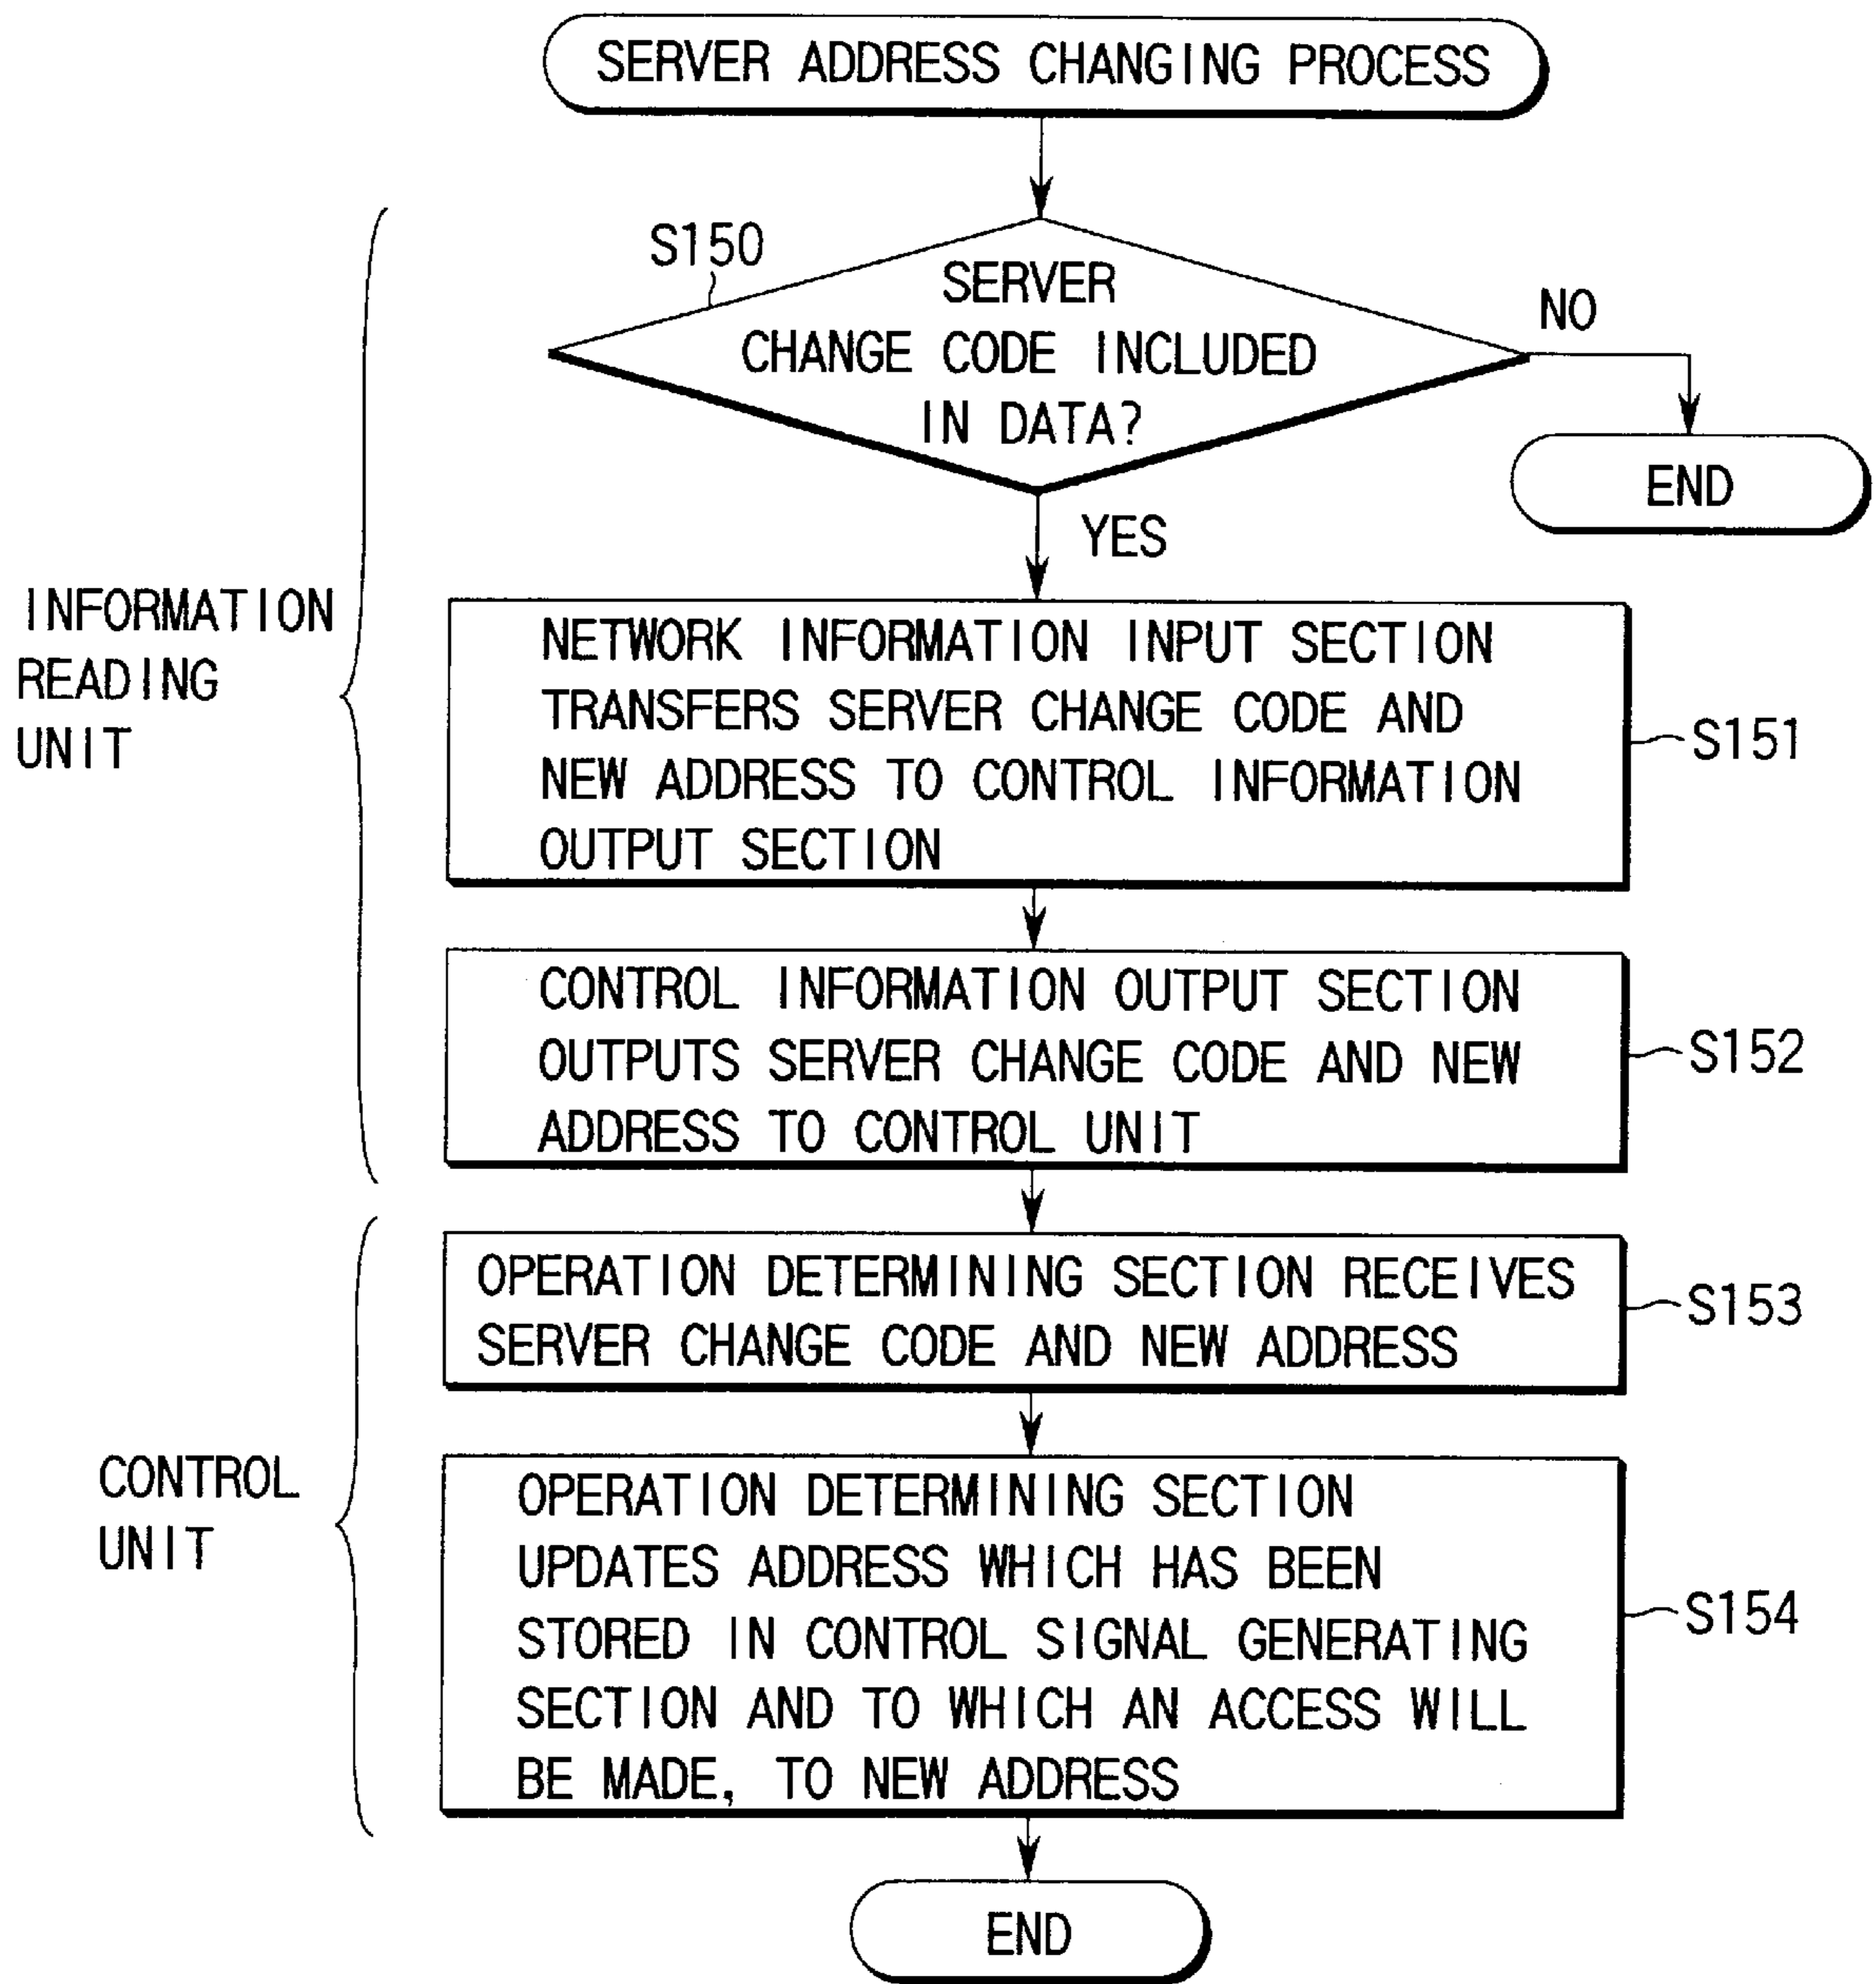 SERVER ADDRESS CHANGING PROCESS
S150
SERVER
CHANGE CODE INCLUDED
IN DATA?
NO
END
YES
INFORMATION
READING
UNIT
NETWORK INFORMATION INPUT SECTION
TRANSFERS SERVER CHANGE CODE AND
NEW ADDRESS TO CONTROL INFORMATION
OUTPUT SECTION
S151
CONTROL INFORMATION OUTPUT SECTION
OUTPUTS SERVER CHANGE CODE AND NEW
ADDRESS TO CONTROL UNIT
S152
OPERATION DETERMINING SECTION RECEIVES
SERVER CHANGE CODE AND NEW ADDRESS
S153
CONTROL
UNIT
OPERATION DETERMINING SECTION
UPDATES ADDRESS WHICH HAS BEEN
STORED IN CONTROL SIGNAL GENERATING
SECTION AND TO WHICH AN ACCESS WILL
BE MADE, TO NEW ADDRESS
S154
END